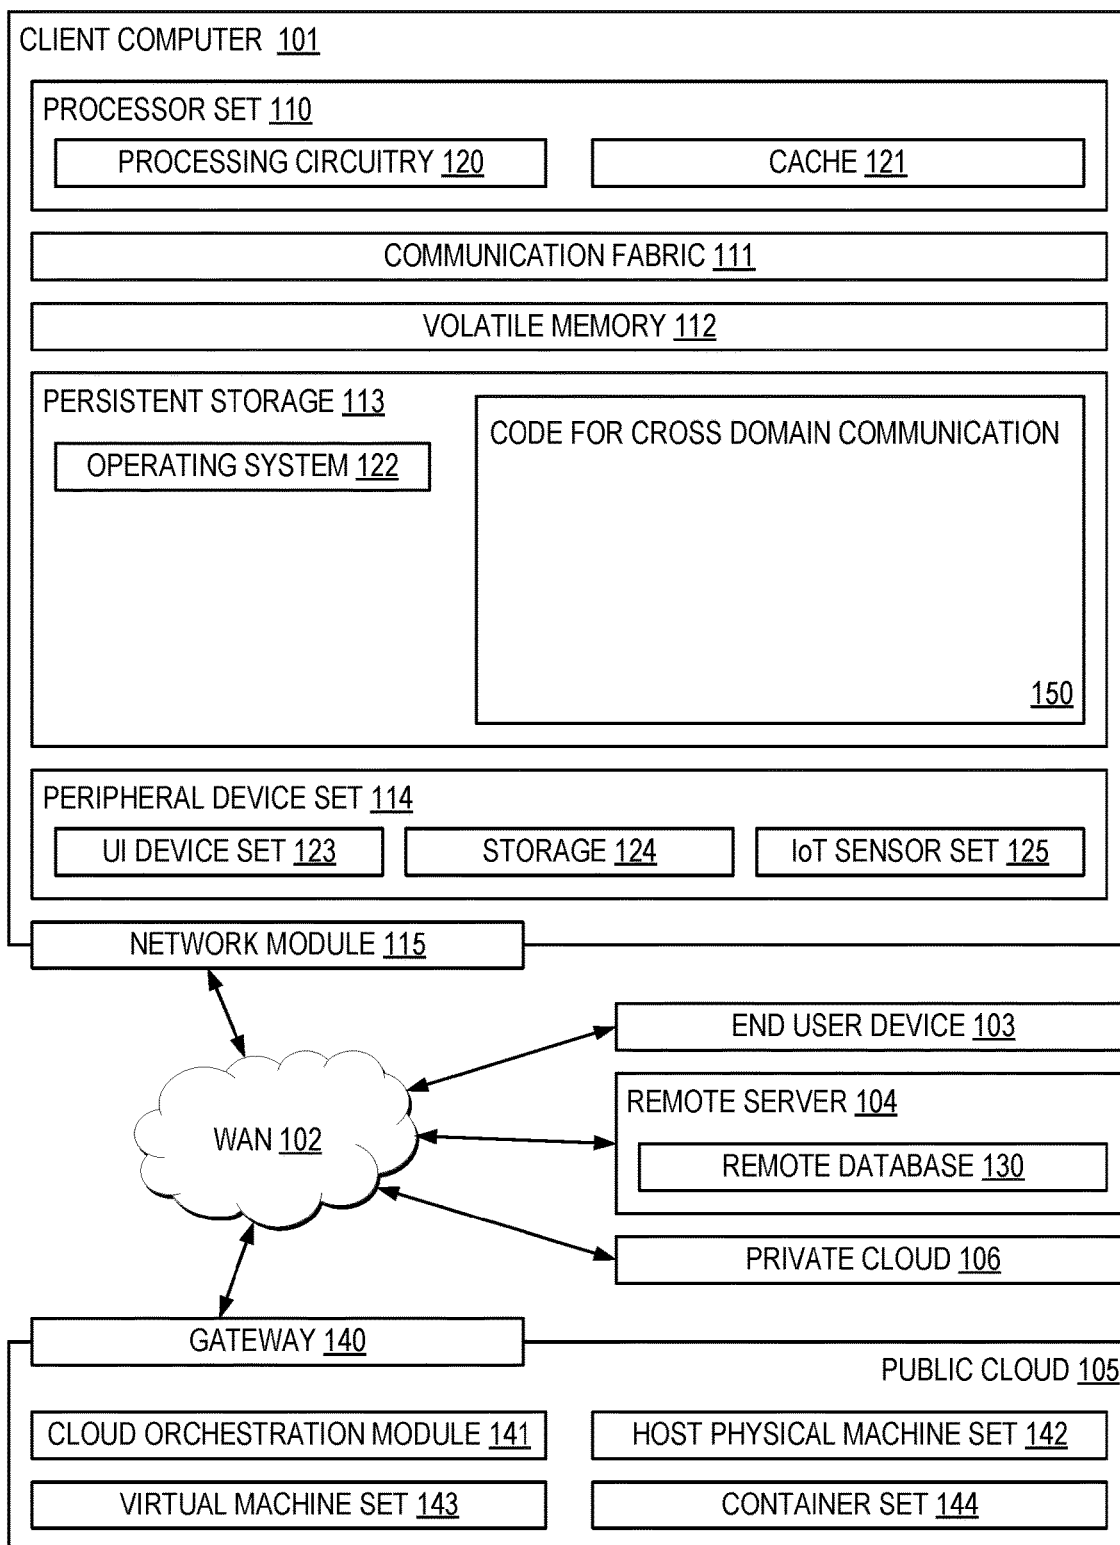 CLIENT COMPUTER 101
PROCESSOR SET 110
PROCESSING CIRCUITRY 120
CACHE 121
COMMUNICATION FABRIC 111
VOLATILE MEMORY 112
PERSISTENT STORAGE 113
OPERATING SYSTEM 122
CODE FOR CROSS DOMAIN COMMUNICATION
150
PERIPHERAL DEVICE SET 114
UI DEVICE SET 123
STORAGE 124
IoT SENSOR SET 125
NETWORK MODULE 115
END USER DEVICE 103
REMOTE SERVER 104
WAN 102
REMOTE DATABASE 130
PRIVATE CLOUD 106
GATEWAY 140
PUBLIC CLOUD 105
CLOUD ORCHESTRATION MODULE 141
HOST PHYSICAL MACHINE SET 142
VIRTUAL MACHINE SET 143
CONTAINER SET 144